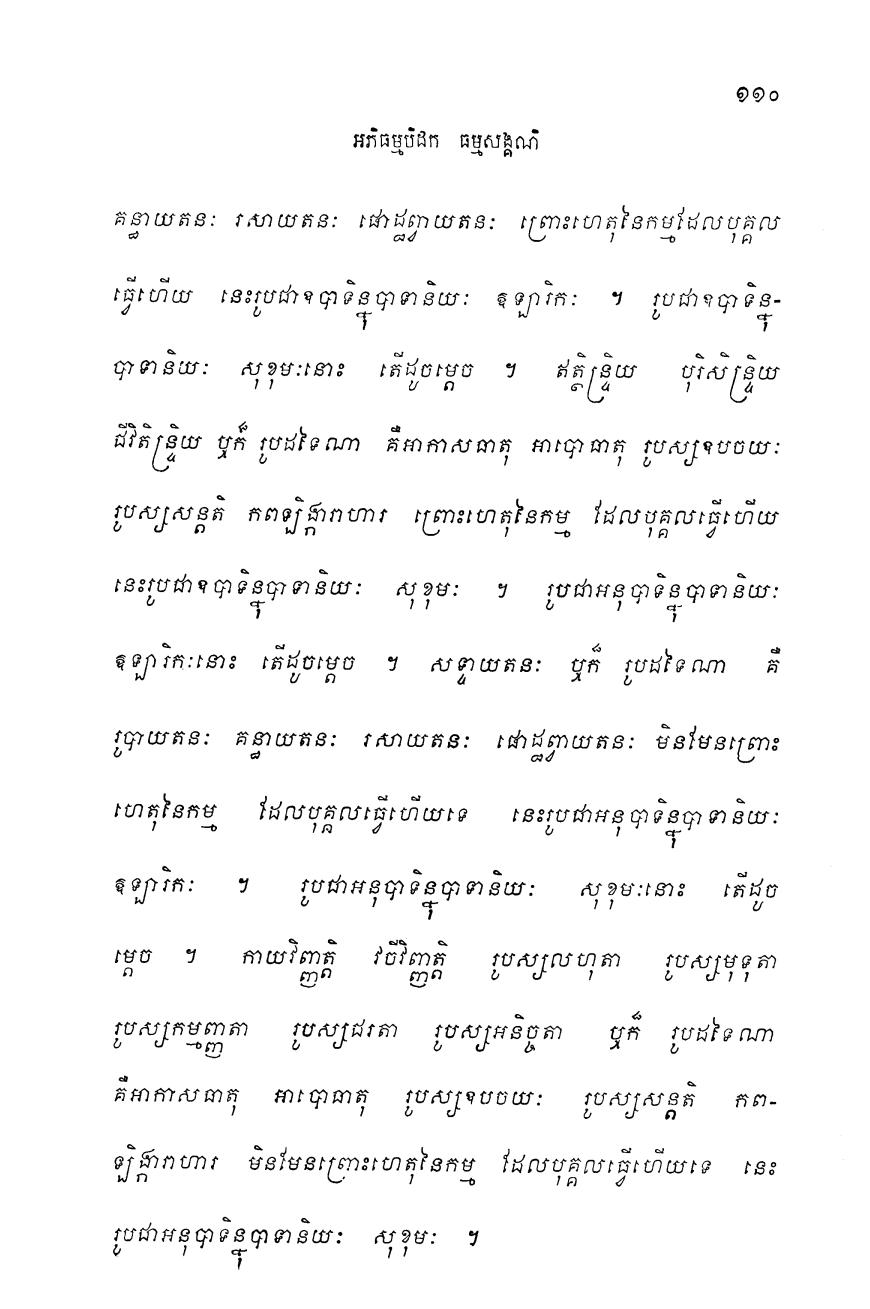 ១១០
អភិធម្មបិដក ធម្មសង្គណិ
គន្ធាយតនៈ រសាយតនៈ ផោដ្ឋព្វាយតនៈ ព្រោះហេតុនៃកម្មដែលបុគ្គល
ធ្វើហើយ នេះរូបជាឧបាទិន្នុបាទានិយៈ ឱឡារិកៈ ។ រូបជាឧបាទិន្នុ-
បាទានិយៈ សុខុមៈនោះ តើដូចម្តេច ។ ឥត្ថិន្ទ្រិយ បុរិសិន្ទ្រិយ
ជីវិតិន្ទ្រិយ ឬក៏ រូបដទៃណា គឺអាកាសធាតុ អាបោធាតុ រូបស្សឧបចយៈ
រូបស្សសន្តតិ កពឡិង្ការាហារ ព្រោះហេតុនៃកម្ម ដែលបុគ្គលធ្វើហើយ
នេះរូបជាឧបាទិន្នុបាទានិយៈ សុខុមៈ ។ រូបជាអនុបាទិន្នុបាទានិយៈ
ឱឡារិកៈនោះ តើដូចម្តេច ។ សទ្ទាយតនៈ ឬក៏ រូបដទៃណា គឺ
រូបាយតនៈ គន្ធាយតនៈ រសាយតនៈ ផោដ្ឋព្វាយតនៈ មិនមែនព្រោះ
ហេតុនៃកម្ម ដែលបុគ្គលធ្វើហើយទេ នេះរូបជាអនុបាទិន្នុបាទានិយៈ
ឱឡារិកៈ ។ រូបជាអនុបាទិន្នុបាទានិយៈ សុខុមៈនោះ តើដូច
ម្តេច ។ កាយវិញ្ញត្តិ វចីវិញ្ញត្តិ រូបស្សលហុតា រូបស្សមុទុតា
រូបស្សកម្មញ្ញតា រូបស្សជរតា រូបស្សអនិច្ចតា ឬក៏ រូបដទៃណា
គឺអាកាសធាតុ អាបោធាតុ រូបស្សឧបចយៈ រូបស្សសន្តតិ កព-
ឡិង្ការាហារ មិនមែនព្រោះហេតុនៃកម្ម ដែលបុគ្គលធ្វើហើយទេ នេះ
រូបជាអនុបាទិន្នុបាទានិយៈ សុខុមៈ ។